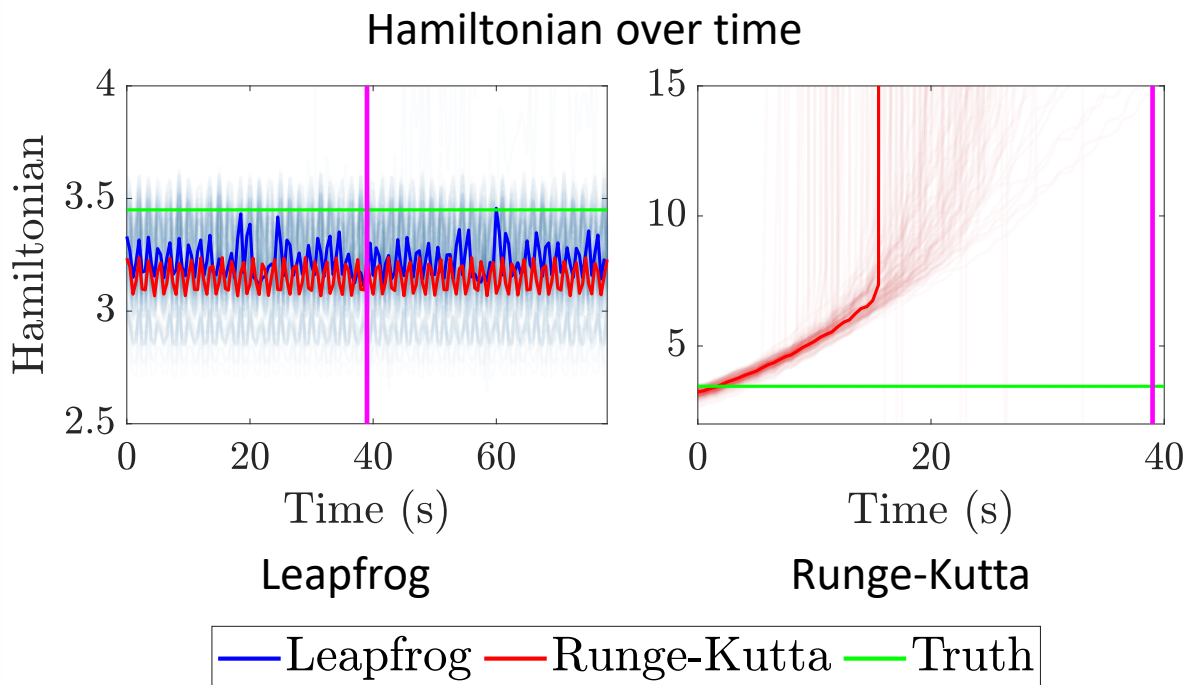 Hamiltonian over time
Hamiltonian
4
3.5
3
2.5
0 20 40 60
Time (s)
Leapfrog
15
10
5
0 20 40
Time (s)
Runge-Kutta
Leapfrog Runge-Kutta Truth